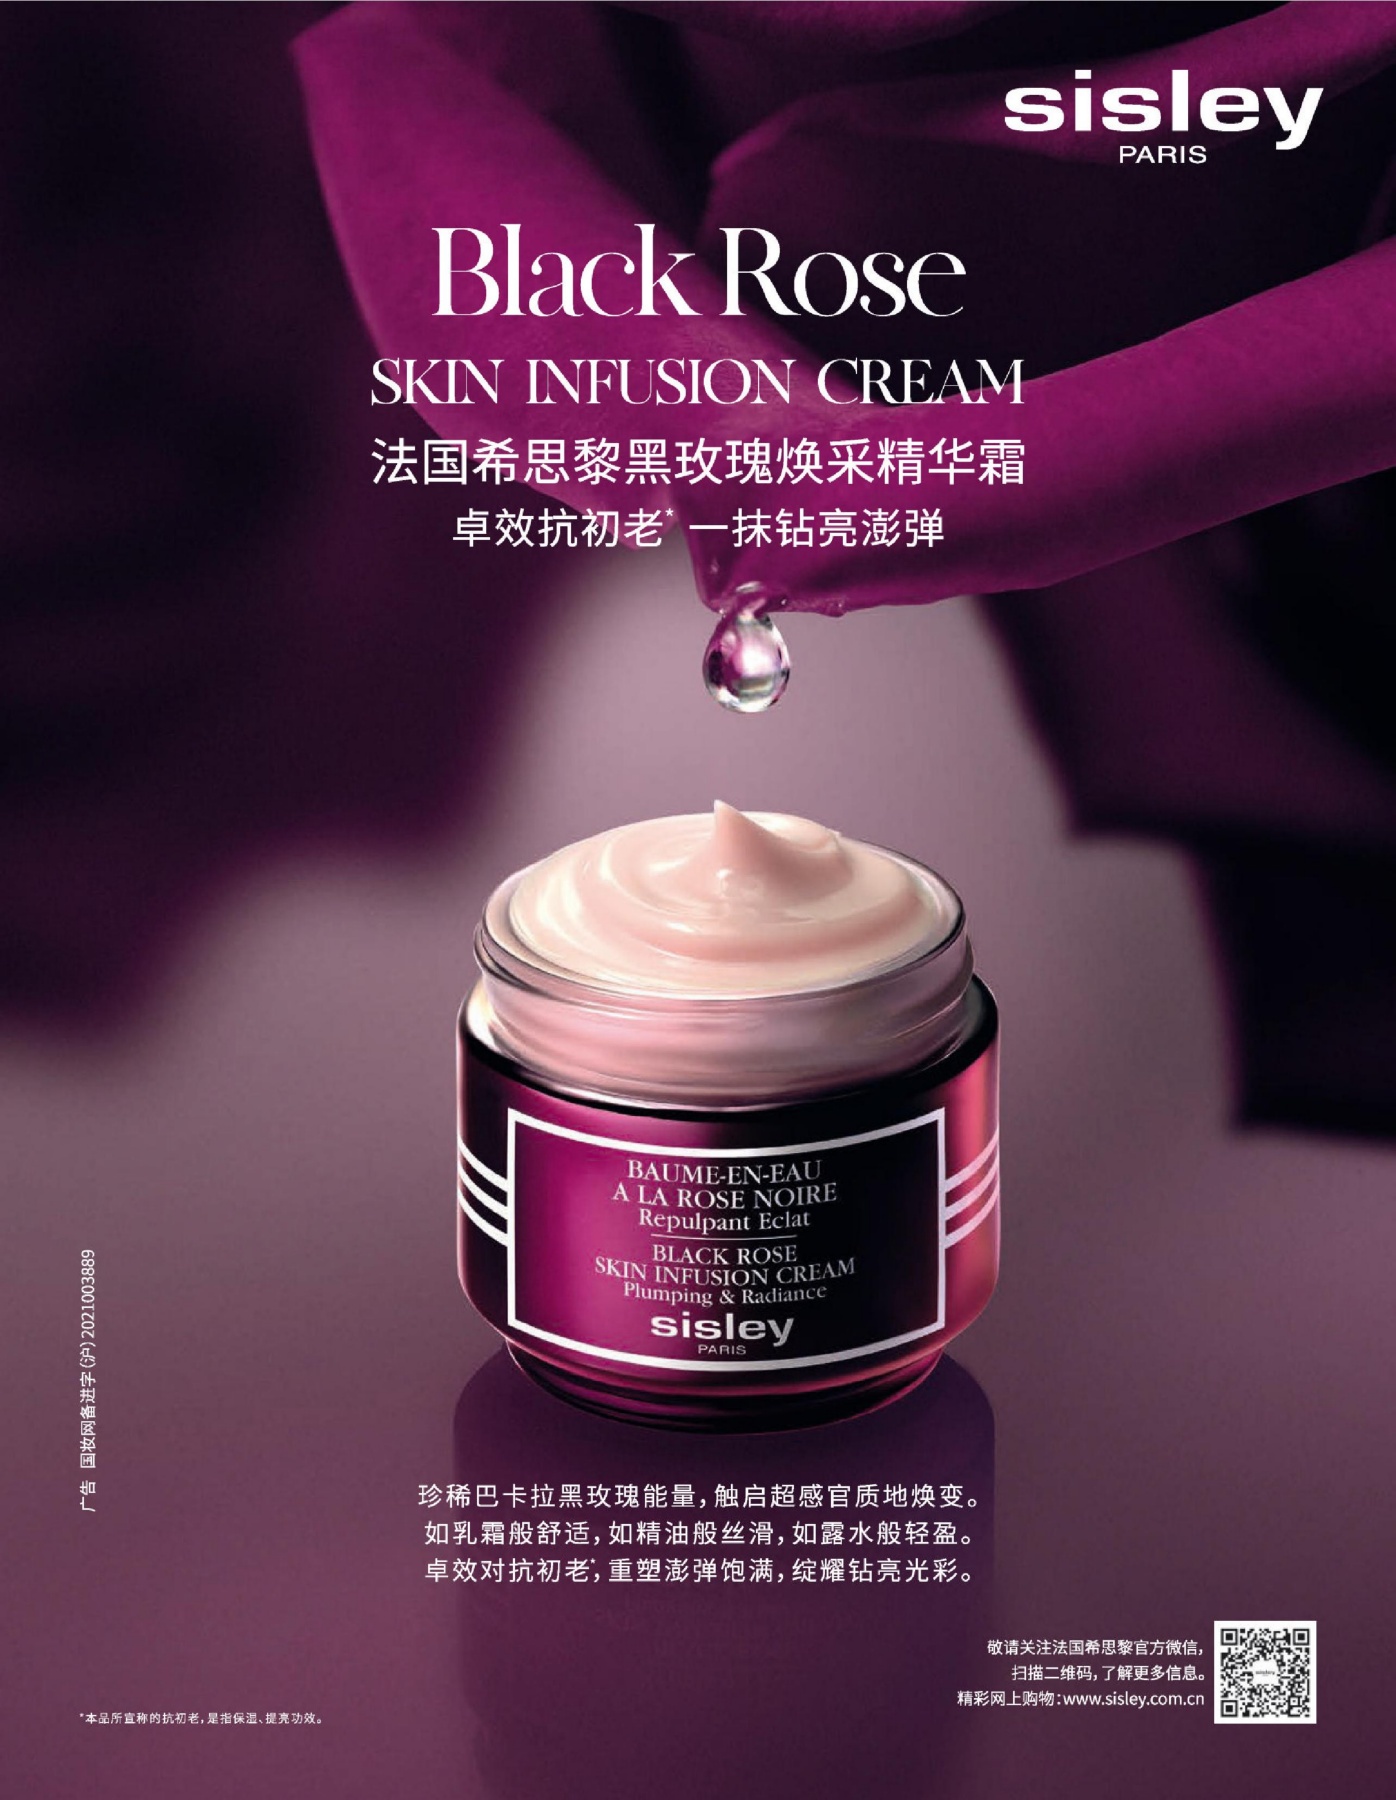 sisley
PARIS
Black Rose
SKIN INFUSION CREAM
法国希思黎黑玫瑰焕采精华霜
卓效抗初老* 一抹钻亮澎弹
BAUME-EN-EAU
A LA ROSE NOIRE
Repulpant Eclat
BLACK ROSE
SKIN INFUSION CREAM
Plumping & Radiance
sisley
PARIS
广告 国妆网备进字(沪)2021003889
珍稀巴卡拉黑玫瑰能量,触启超感官质地焕变。
如乳霜般舒适,如精油般丝滑,如露水般轻盈。
卓效对抗初老*,重塑澎弹饱满,绽耀钻亮光彩。
敬请关注法国希思黎官方微信,
扫描二维码,了解更多信息。
精彩网上购物:www.sisley.com.cn
sisley
*本品所宣称的抗初老,是指保湿、提亮功效。